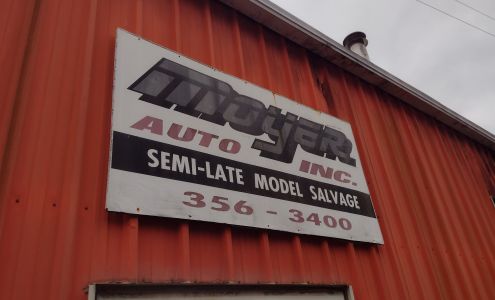 moyer
AUTO INC.
SEMI-LATE MODEL SALVAGE
356 - 3400